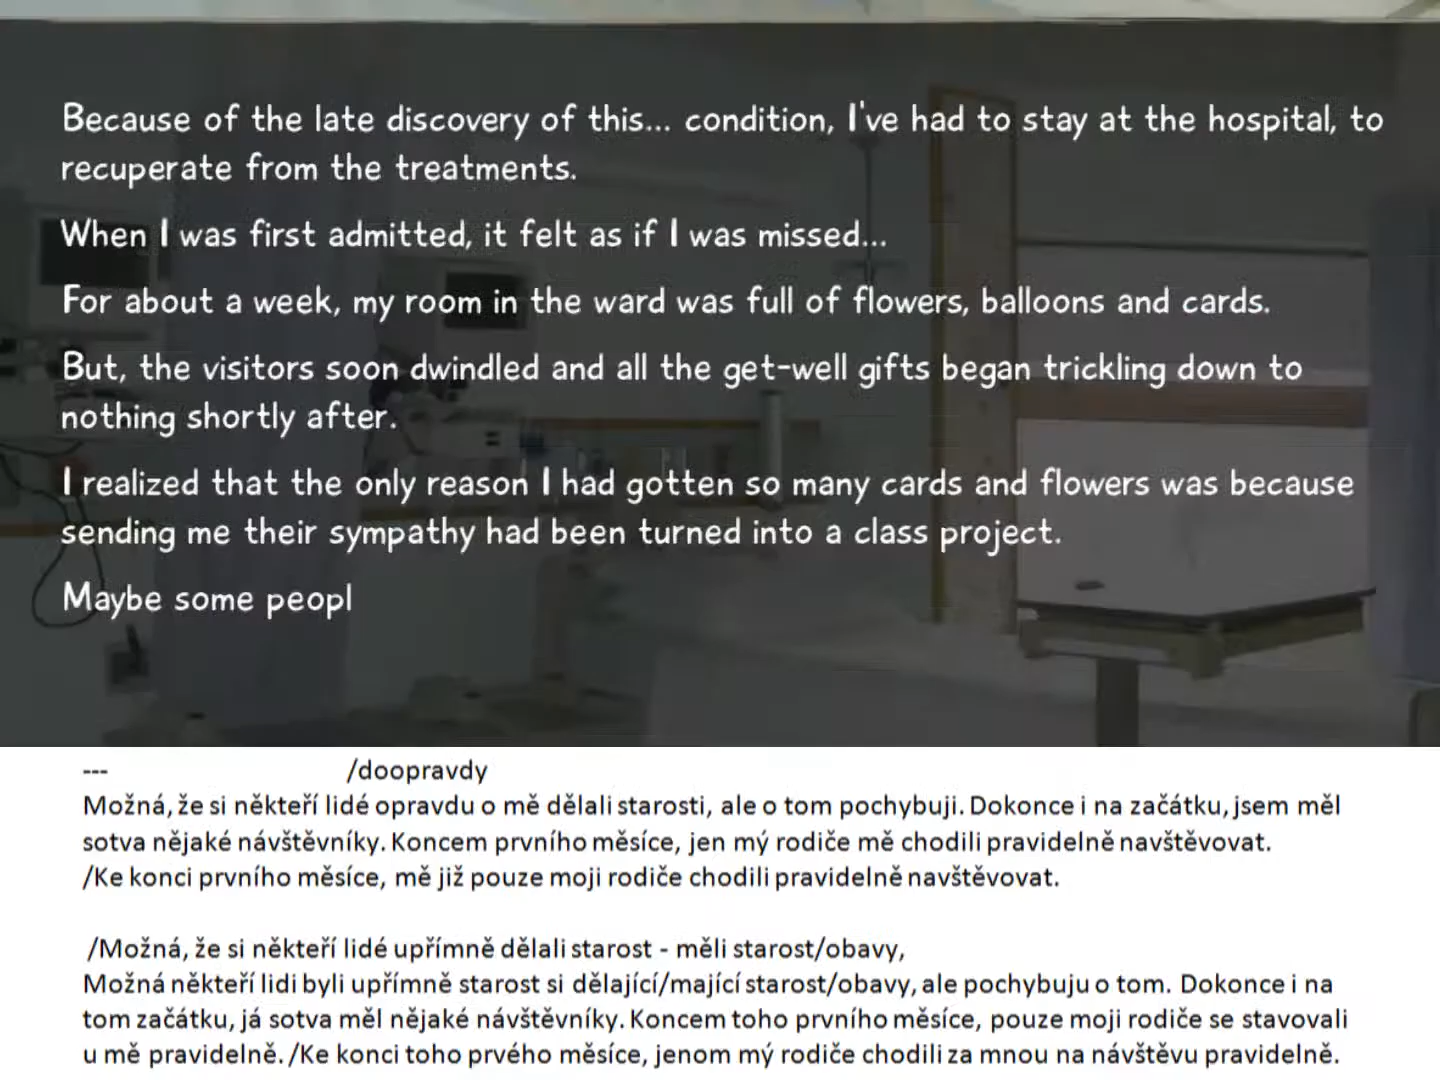 Because of the late discovery of this... condition, I've had to stay at the hospital, to
recuperate from the treatments.
When I was first admitted, it felt as if I was missed...
For about a week, my room in the ward was full of flowers, balloons and cards.
But, the visitors soon dwindled and all the get-well gifts began trickling down to
nothing shortly after.
I realized that the only reason I had gotten so many cards and flowers was because
sending me their sympathy had been turned into a class project.
Maybe some peopl
--- /doopravdy
Možná, že si někteří lidé opravdu o mě dělali starosti, ale o tom pochybuji. Dokonce i na začátku, jsem měl
sotva nějaké návštěvníky. Koncem prvního měsíce, jen mý rodiče mě chodili pravidelně navštěvovat.
/Ke konci prvního měsíce, mě již pouze moji rodiče chodili pravidelně navštěvovat.
/Možná, že si někteří lidé upřímně dělali starost - měli starost/obavy,
Možná někteří lidi byli upřímně starost si dělající/mající starost/obavy, ale pochybuju o tom. Dokonce i na
tom začátku, já sotva měl nějaké návštěvníky. Koncem toho prvního měsíce, pouze moji rodiče se stavovali
u mě pravidelně. /Ke konci toho prvého měsíce, jenom mý rodiče chodili za mnou na návštěvu pravidelně.